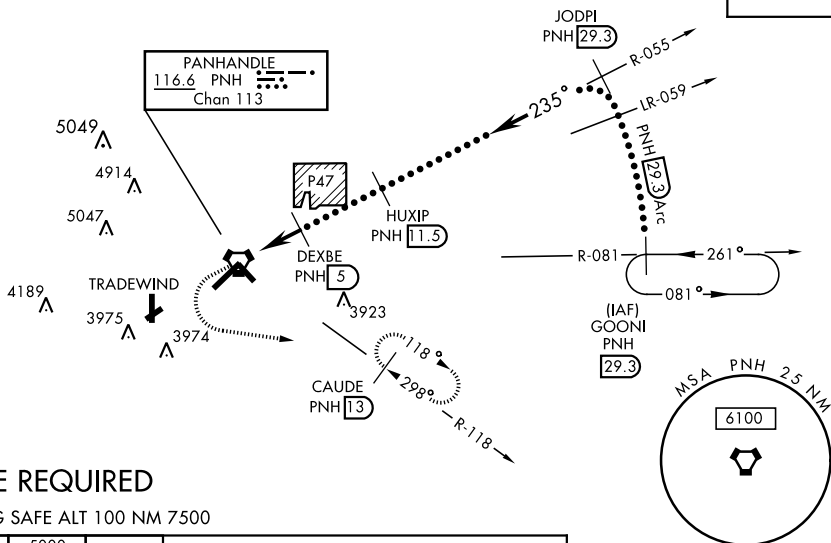 JODPI
PNH 29.3
R-055
LR-059
PANHANDLE
116.6 PNH
Chan 113
235°
PNH 29.3 Arc
5049
4914
P47
5047
HUXIP
PNH 11.5
DEXBE
PNH 5
R-081
261°
081°
4189
TRADEWIND
3975
3974
3923
(IAF)
GOONI
PNH
29.3
118°
298°
CAUDE
PNH 13
R-118
MSA PNH 25 NM
6100
E REQUIRED
G SAFE ALT 100 NM 7500